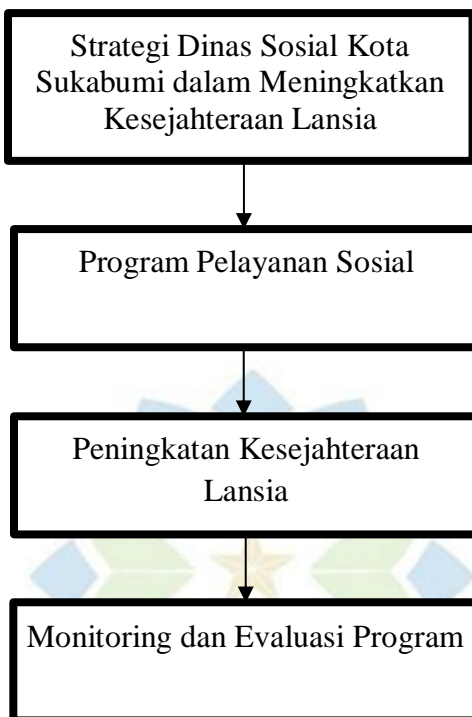 Strategi Dinas Sosial Kota
Sukabumi dalam Meningkatkan
Kesejahteraan Lansia
Program Pelayanan Sosial
Peningkatan Kesejahteraan
Lansia
Monitoring dan Evaluasi Program